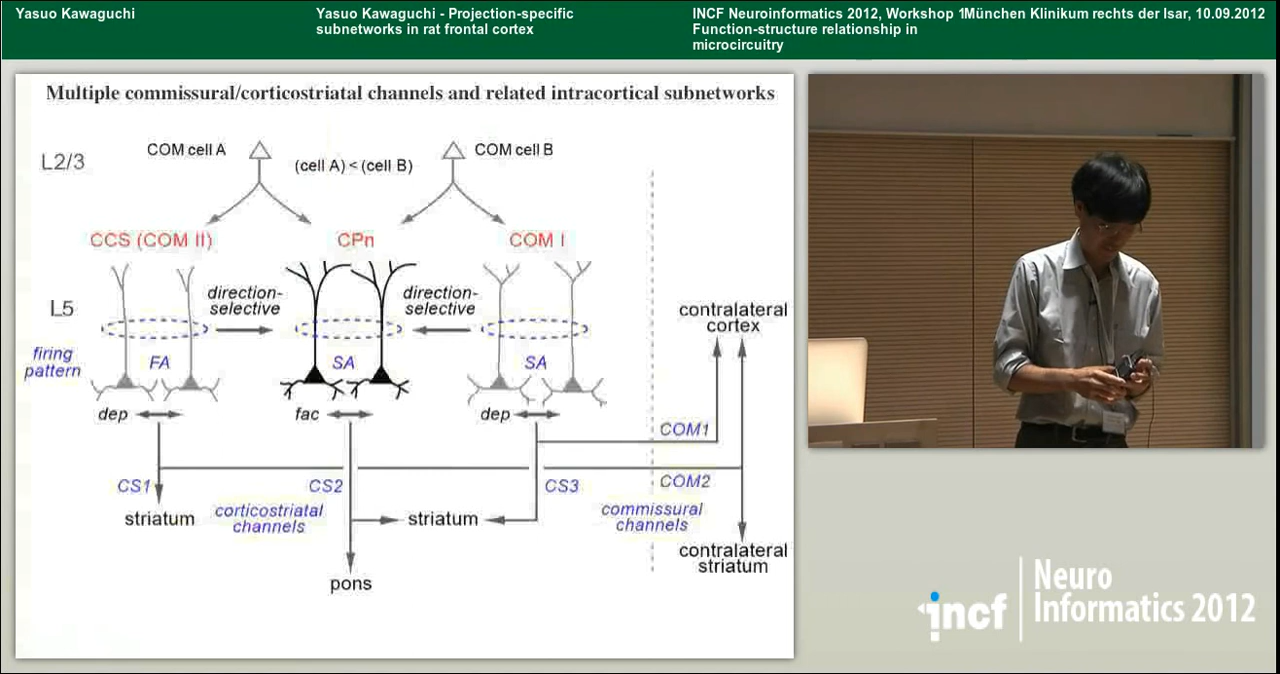 Yasuo Kawaguchi
Yasuo Kawaguchi - Projection-specific
subnetworks in rat frontal cortex
INCF Neuroinformatics 2012, Workshop 1München Klinikum rechts der Isar, 10.09.2012
Function-structure relationship in
microcircuitry
Multiple commissural/corticostriatal channels and related intracortical subnetworks
L2/3
COM cell A
(cell A) < (cell B)
COM cell B
CCS (COM II)
CPn
COM I
L5
direction-
selective
direction-
selective
contralateral
cortex
firing
pattern
FA
SA
SA
dep
fac
dep
COM1
CS1
CS2
CS3
COM2
striatum
corticostriatal
channels
striatum
commissural
channels
contralateral
striatum
pons
incf
Neuro
Informatics 2012